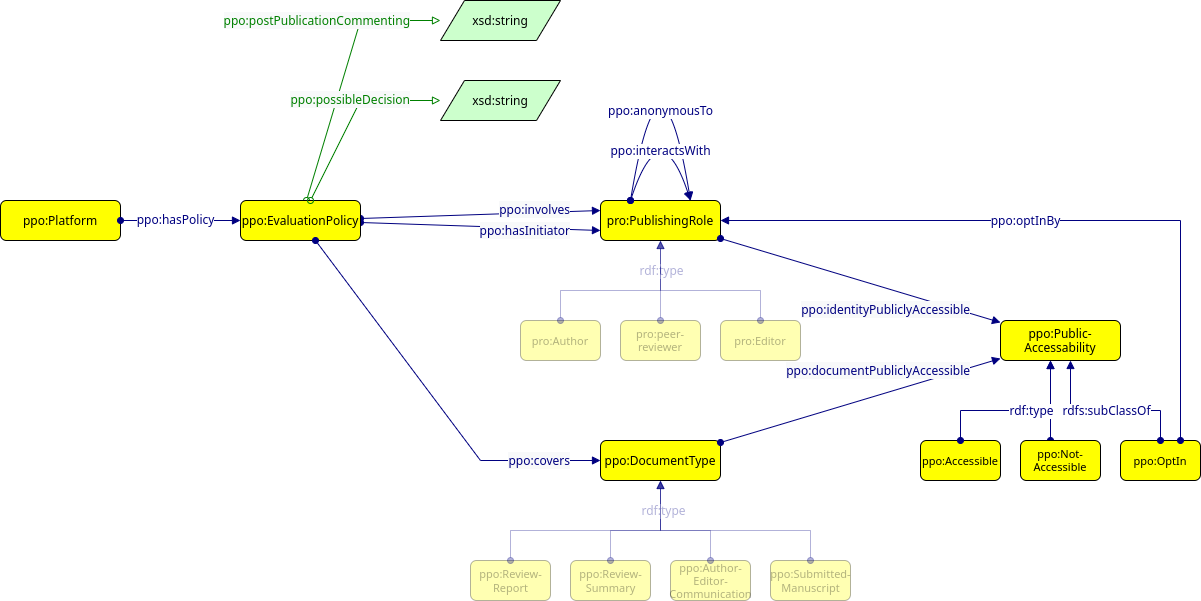 ppo:postPublicationCommenting
xsd:string
ppo:possibleDecision
xsd:string
ppo:anonymousTo
ppo:interactsWith
ppo:Platform
ppo:hasPolicy
ppo:EvaluationPolicy
ppo:involves
ppo:hasInitiator
pro:PublishingRole
ppo:optInBy
rdf:type
ppo:identityPubliclyAccessible
pro:Author
pro:peer-
reviewer
pro:Editor
ppo:Public-
Accessability
ppo:documentPubliclyAccessible
rdf:type
rdfs:subClassOf
ppo:covers
ppo:DocumentType
ppo:Accessible
ppo:Not-
Accessible
ppo:OptIn
rdf:type
ppo:Review-
Report
ppo:Review-
Summary
ppo:Author-
Editor-
Communication
ppo:Submitted-
Manuscript